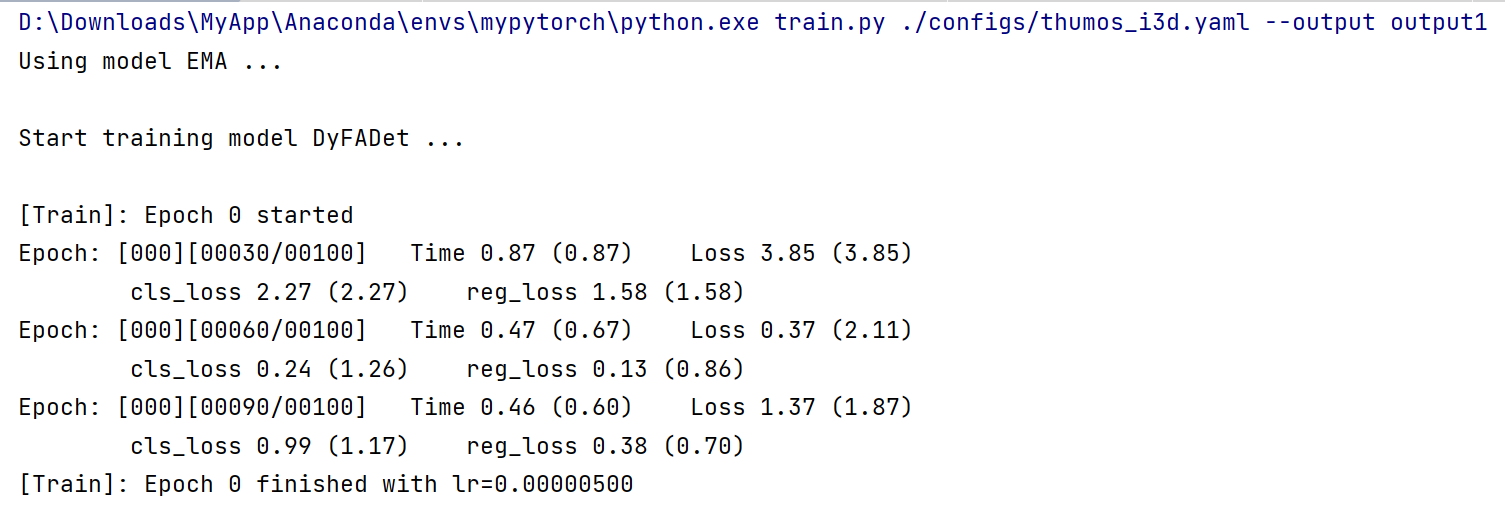 D:\Downloads\MyApp\Anaconda\envs\mypytorch\python.exe train.py ./configs/thumos_i3d.yaml --output output1
Using model EMA ...
Start training model DyFADet ...
[Train]: Epoch 0 started
Epoch: [000][00030/00100]   Time 0.87 (0.87)    Loss 3.85 (3.85)
        cls_loss 2.27 (2.27)    reg_loss 1.58 (1.58)
Epoch: [000][00060/00100]   Time 0.47 (0.67)    Loss 0.37 (2.11)
        cls_loss 0.24 (1.26)    reg_loss 0.13 (0.86)
Epoch: [000][00090/00100]   Time 0.46 (0.60)    Loss 1.37 (1.87)
        cls_loss 0.99 (1.17)    reg_loss 0.38 (0.70)
[Train]: Epoch 0 finished with lr=0.00000500